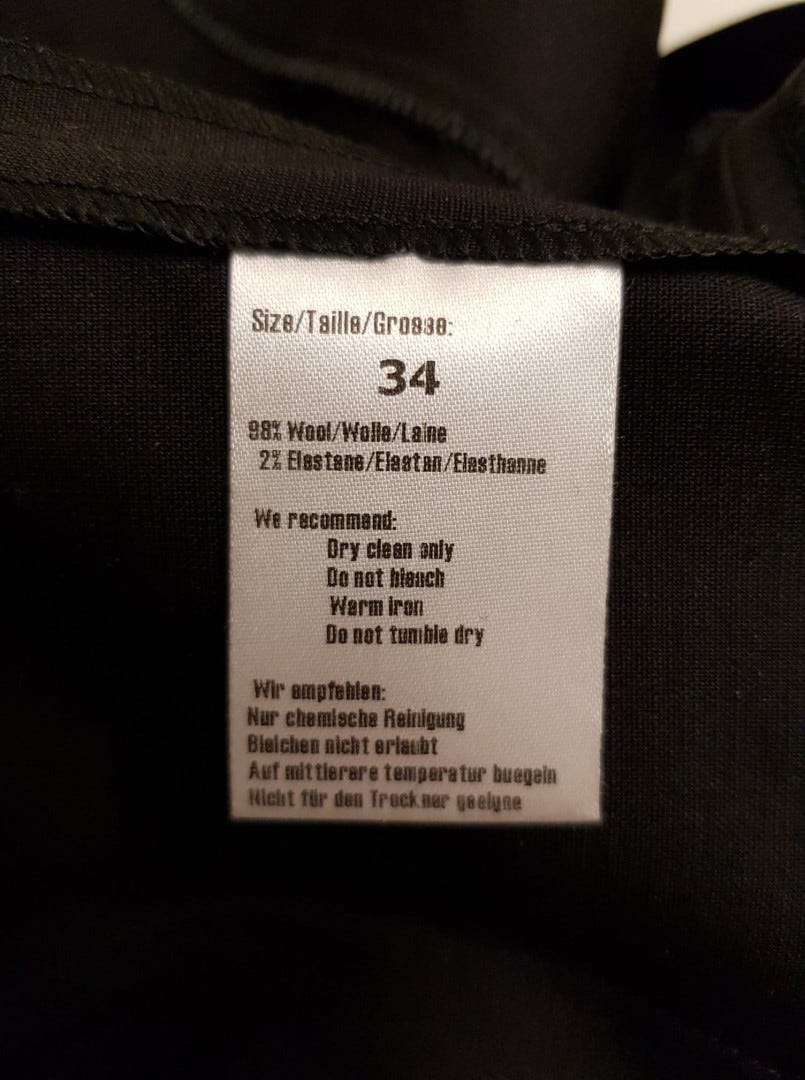 Size/Taille/Grosse:
34
98% Wool/Wolle/Laine
2% Elastane/Elastan/Elasthanne
We recommend:
Dry clean only
Do not bleach
Warm iron
Do not tumble dry
Wir empfehlen:
Nur chemische Reinigung
Bleichen nicht erlaubt
Auf mittlerere temperatur buegeln
Nicht für den Trockner geeigne